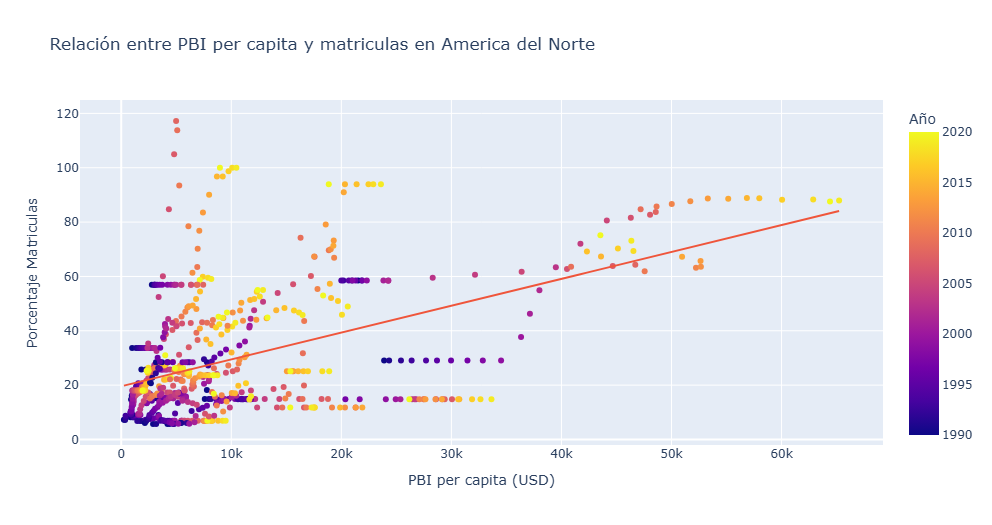 Relación entre PBI per capita y matriculas en America del Norte
Año
120
100
80
60
40
20
0
Porcentaje Matriculas
0
10k
20k
30k
40k
50k
60k
PBI per capita (USD)
2020
2015
2010
2005
2000
1995
1990